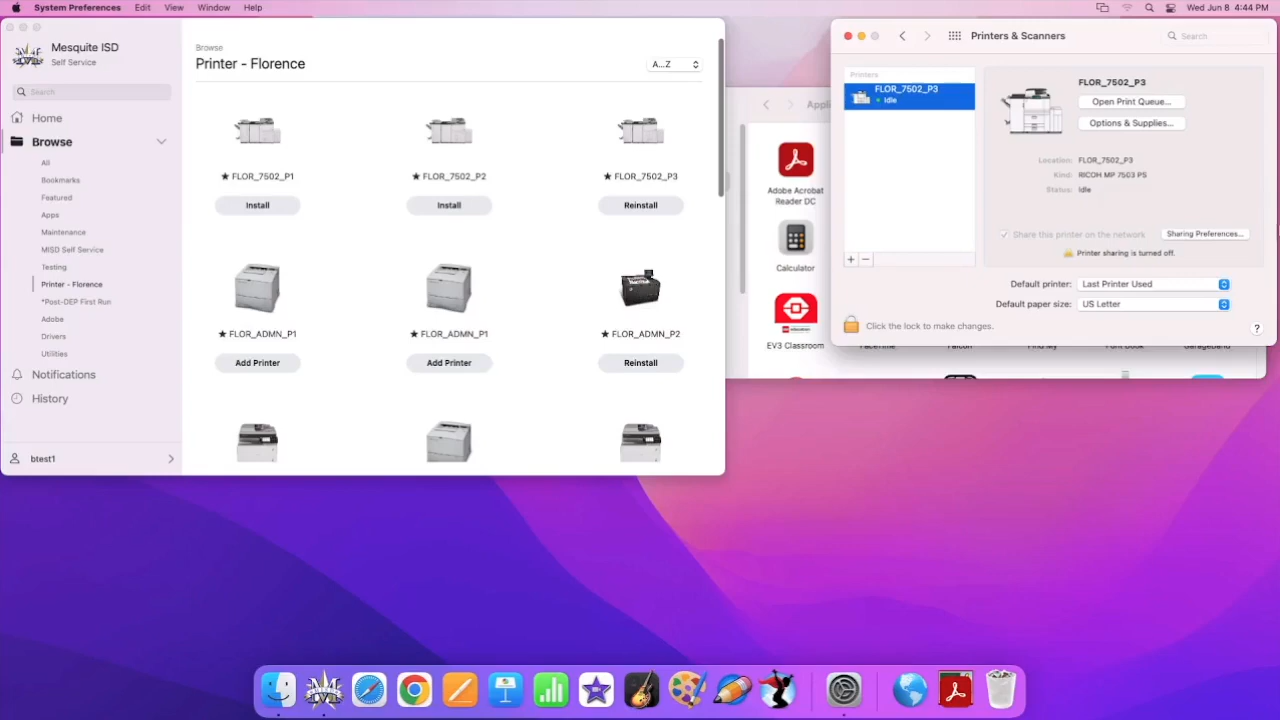 System Preferences Edit View Window Help
Wed Jun 8 4:44 PM
Mesquite ISD
Self Service
Search
Home
Browse
All
Bookmarks
Featured
Apps
Maintenance
MISD Self Service
Testing
Printer - Florence
*Post-DEP First Run
Adobe
Drivers
Utilities
Notifications
History
btest1
Browse
Printer - Florence
A...Z
★ FLOR_7502_P1
★ FLOR_7502_P2
★ FLOR_7502_P3
Install
Install
Reinstall
★ FLOR_ADMN_P1
★ FLOR_ADMN_P1
★ FLOR_ADMN_P2
Add Printer
Add Printer
Reinstall
Adobe Acrobat
Reader DC
Calculator
EV3 Classroom
Printers & Scanners
Search
Printers
FLOR_7502_P3
Idle
FLOR_7502_P3
Open Print Queue...
Options & Supplies...
Location: FLOR_7502_P3
Kind: RICOH MP 7503 PS
Status: Idle
Share this printer on the network
Sharing Preferences...
Printer sharing is turned off.
Default printer: Last Printer Used
Default paper size: US Letter
Click the lock to make changes.
?
+ −